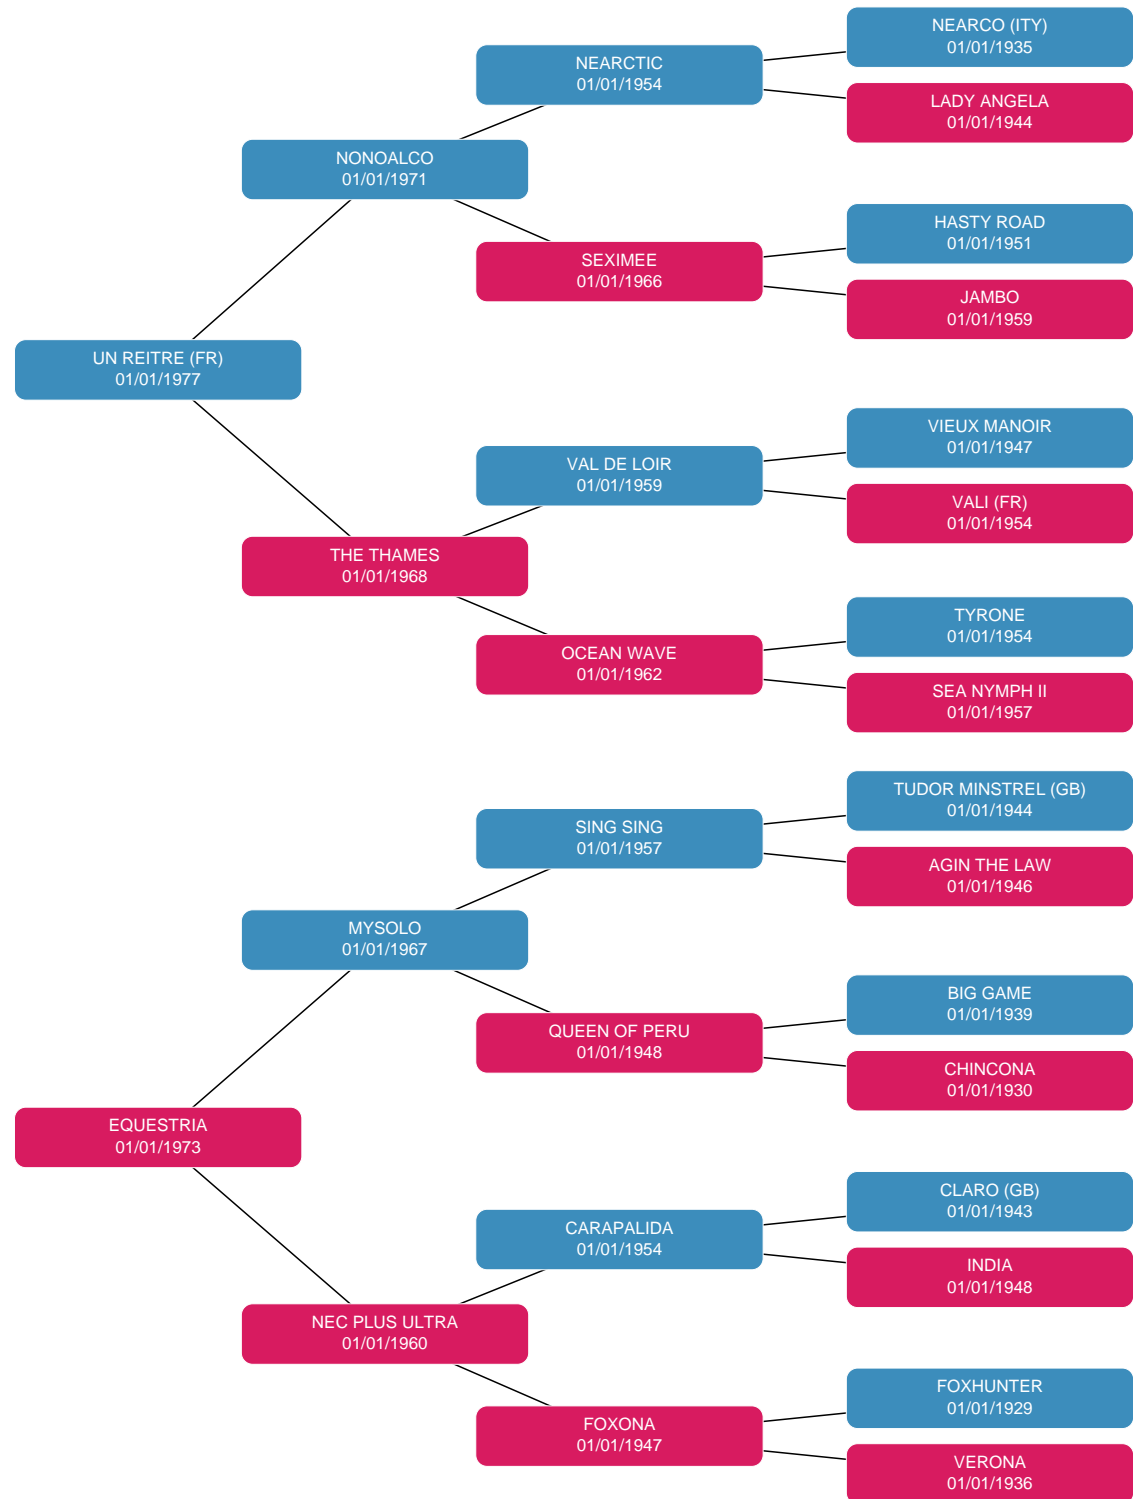 NEARCO (ITY)
01/01/1935
NEARCTIC
01/01/1954
LADY ANGELA
01/01/1944
NONOALCO
01/01/1971
HASTY ROAD
01/01/1951
SEXIMEE
01/01/1966
JAMBO
01/01/1959
UN REITRE (FR)
01/01/1977
VIEUX MANOIR
01/01/1947
VAL DE LOIR
01/01/1959
VALI (FR)
01/01/1954
THE THAMES
01/01/1968
TYRONE
01/01/1954
OCEAN WAVE
01/01/1962
SEA NYMPH II
01/01/1957
TUDOR MINSTREL (GB)
01/01/1944
SING SING
01/01/1957
AGIN THE LAW
01/01/1946
MYSOLO
01/01/1967
BIG GAME
01/01/1939
QUEEN OF PERU
01/01/1948
CHINCONA
01/01/1930
EQUESTRIA
01/01/1973
CLARO (GB)
01/01/1943
CARAPALIDA
01/01/1954
INDIA
01/01/1948
NEC PLUS ULTRA
01/01/1960
FOXHUNTER
01/01/1929
FOXONA
01/01/1947
VERONA
01/01/1936